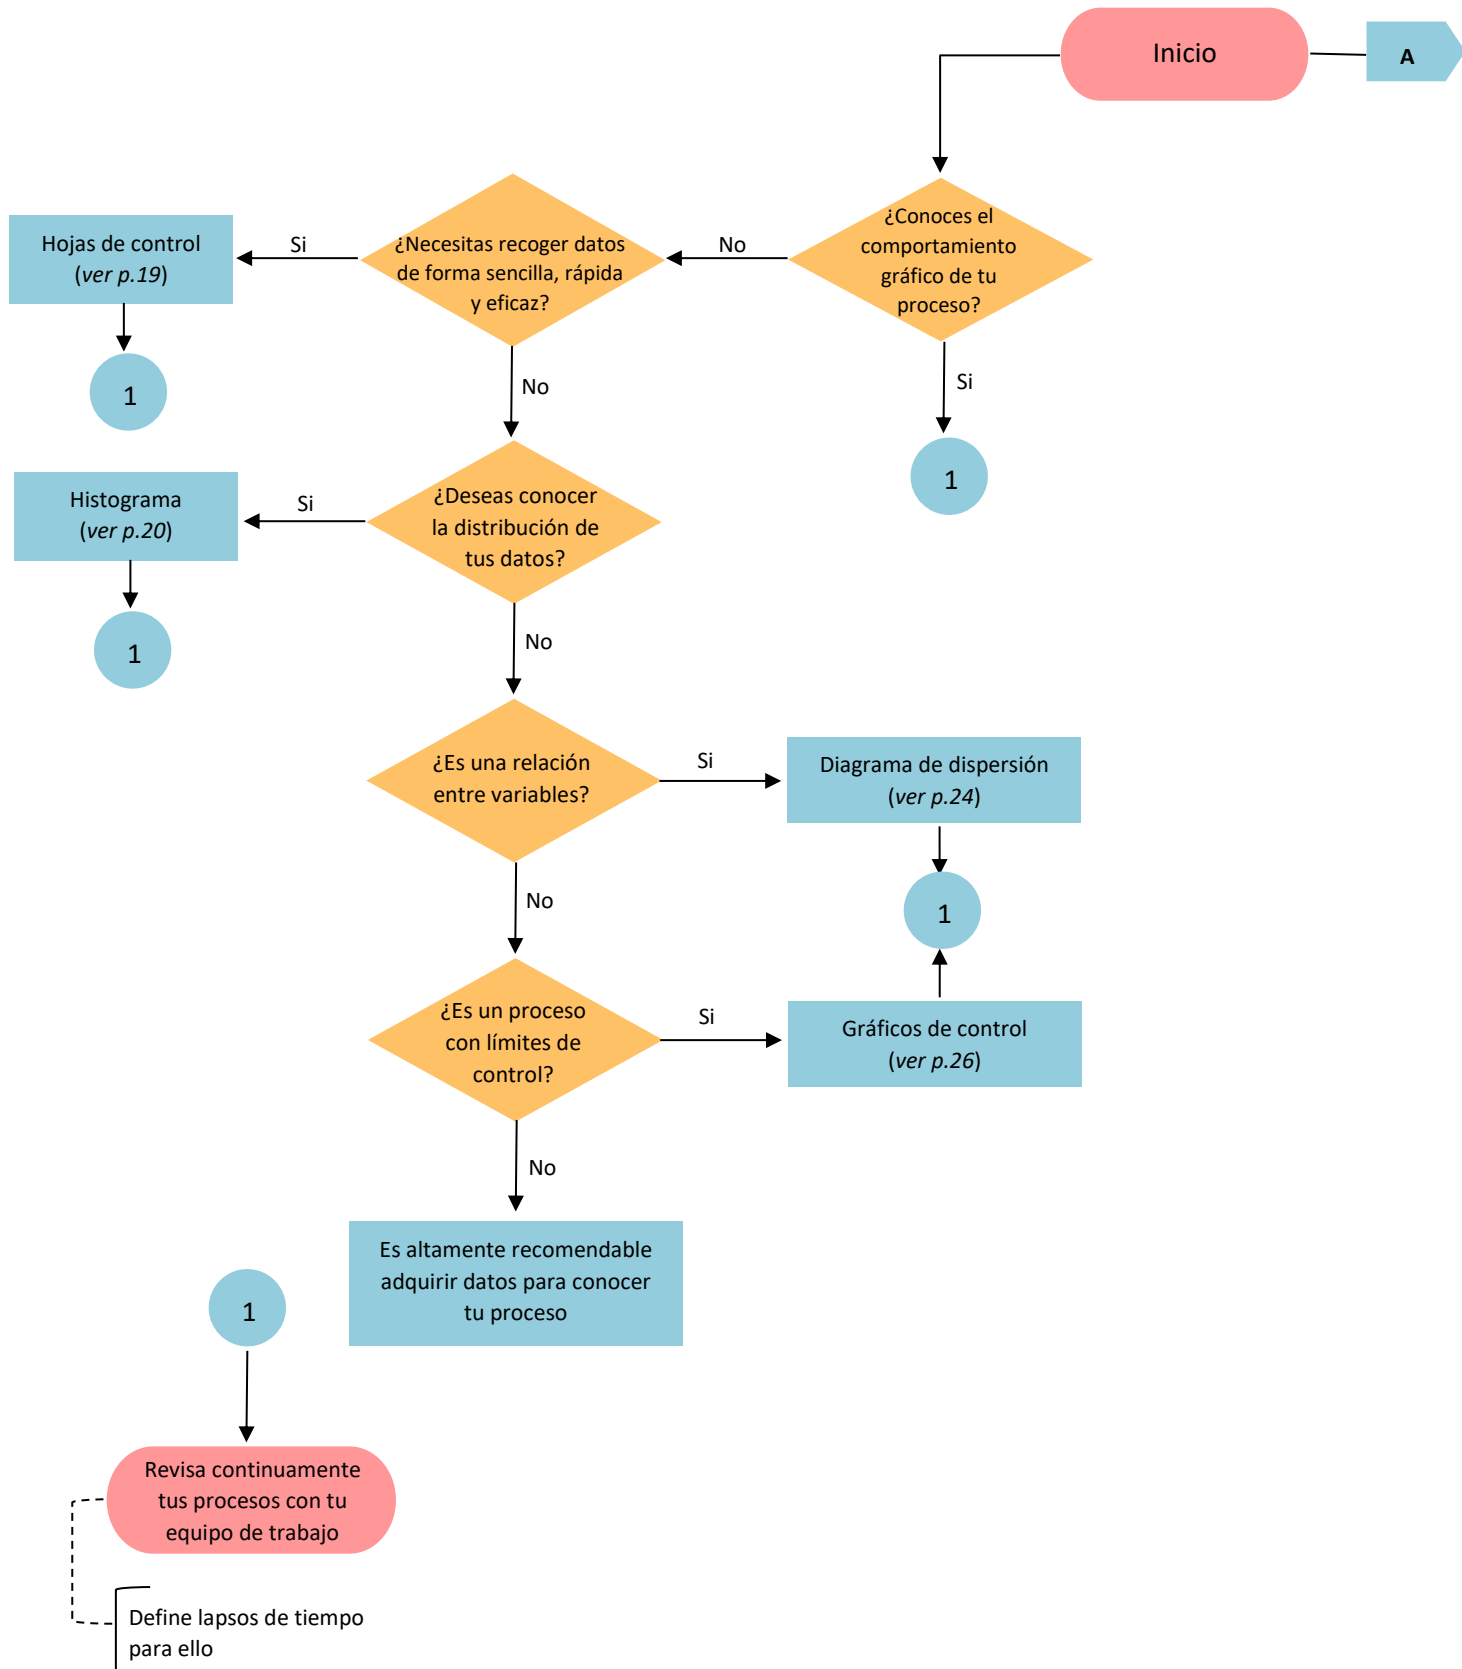 Inicio
A
¿Conoces el
comportamiento
gráfico de tu
proceso?
No
Si
1
¿Necesitas recoger datos
de forma sencilla, rápida
y eficaz?
Si
Hojas de control
(ver p.19)
1
No
¿Deseas conocer
la distribución de
tus datos?
Si
Histograma
(ver p.20)
1
No
¿Es una relación
entre variables?
Si
Diagrama de dispersión
(ver p.24)
1
No
¿Es un proceso
con límites de
control?
Si
Gráficos de control
(ver p.26)
No
Es altamente recomendable
adquirir datos para conocer
tu proceso
1
Revisa continuamente
tus procesos con tu
equipo de trabajo
Define lapsos de tiempo
para ello